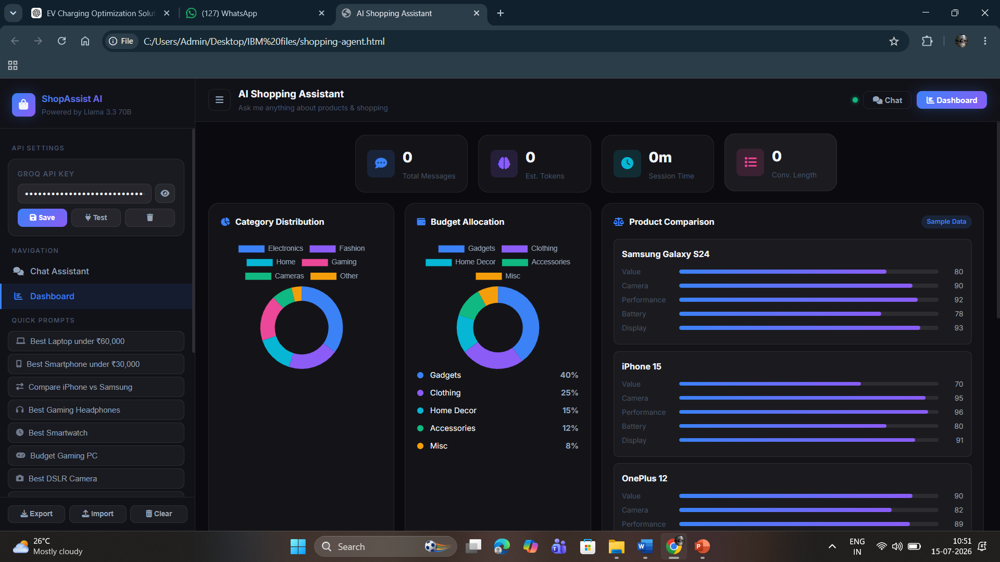 EV Charging Optimization Solut
(127) WhatsApp
AI Shopping Assistant
File
C:/Users/Admin/Desktop/IBM%20files/shopping-agent.html
ShopAssist AI
Powered by Llama 3.3 70B
API SETTINGS
GROQ API KEY
Save
Test
NAVIGATION
Chat Assistant
Dashboard
QUICK PROMPTS
Best Laptop under ₹60,000
Best Smartphone under ₹30,000
Compare iPhone vs Samsung
Best Gaming Headphones
Best Smartwatch
Budget Gaming PC
Best DSLR Camera
Export
Import
Clear
AI Shopping Assistant
Ask me anything about products & shopping
Chat
Dashboard
0
Total Messages
0
Est. Tokens
0m
Session Time
0
Conv. Length
Category Distribution
Electronics
Fashion
Home
Gaming
Cameras
Other
Budget Allocation
Gadgets
Clothing
Home Decor
Accessories
Misc
Gadgets 40%
Clothing 25%
Home Decor 15%
Accessories 12%
Misc 8%
Product Comparison
Sample Data
Samsung Galaxy S24
Value 80
Camera 90
Performance 92
Battery 78
Display 93
iPhone 15
Value 70
Camera 95
Performance 96
Battery 80
Display 91
OnePlus 12
Value 90
Camera 82
Performance 89
26°C
Mostly cloudy
Search
ENG
IN
10:51
15-07-2026